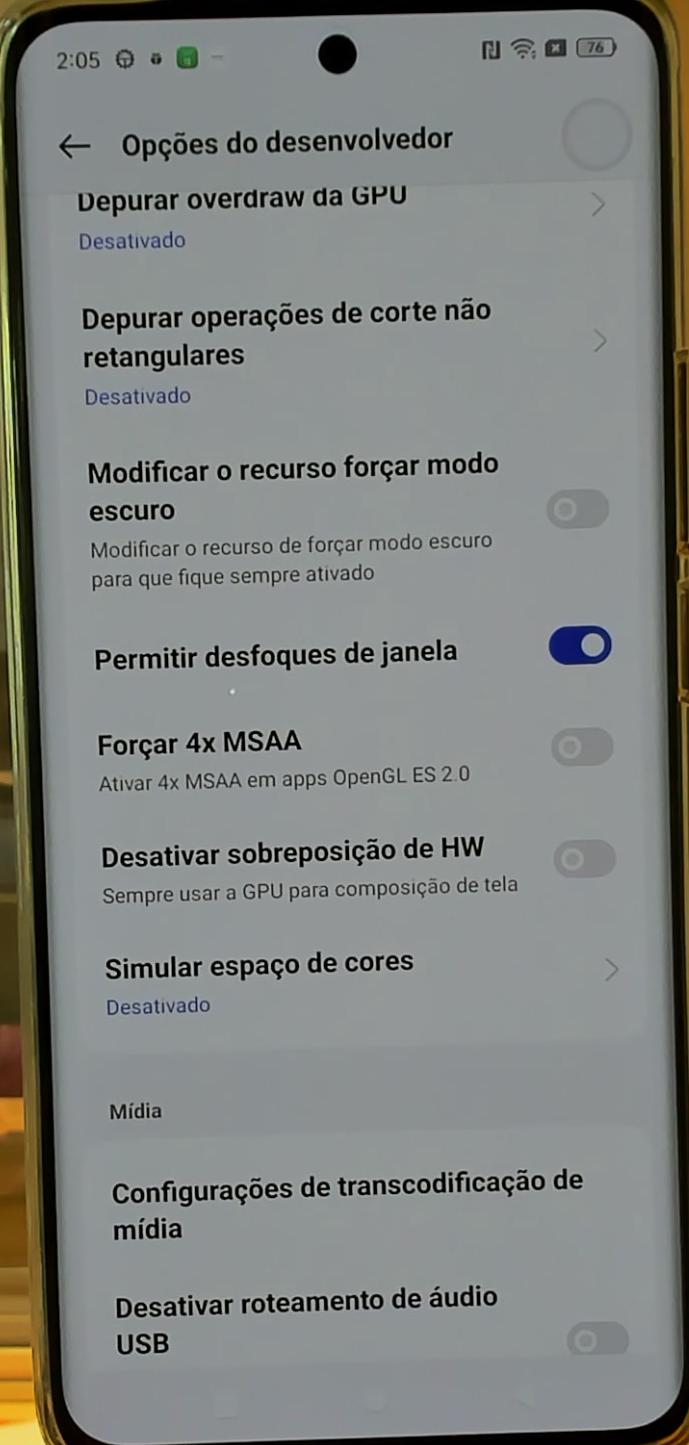 2:05
76
Opções do desenvolvedor
Depurar overdraw da GPU
Desativado
Depurar operações de corte não
retangulares
Desativado
Modificar o recurso forçar modo
escuro
Modificar o recurso de forçar modo escuro
para que fique sempre ativado
Permitir desfoques de janela
Forçar 4x MSAA
Ativar 4x MSAA em apps OpenGL ES 2.0
Desativar sobreposição de HW
Sempre usar a GPU para composição de tela
Simular espaço de cores
Desativado
Mídia
Configurações de transcodificação de
mídia
Desativar roteamento de áudio
USB